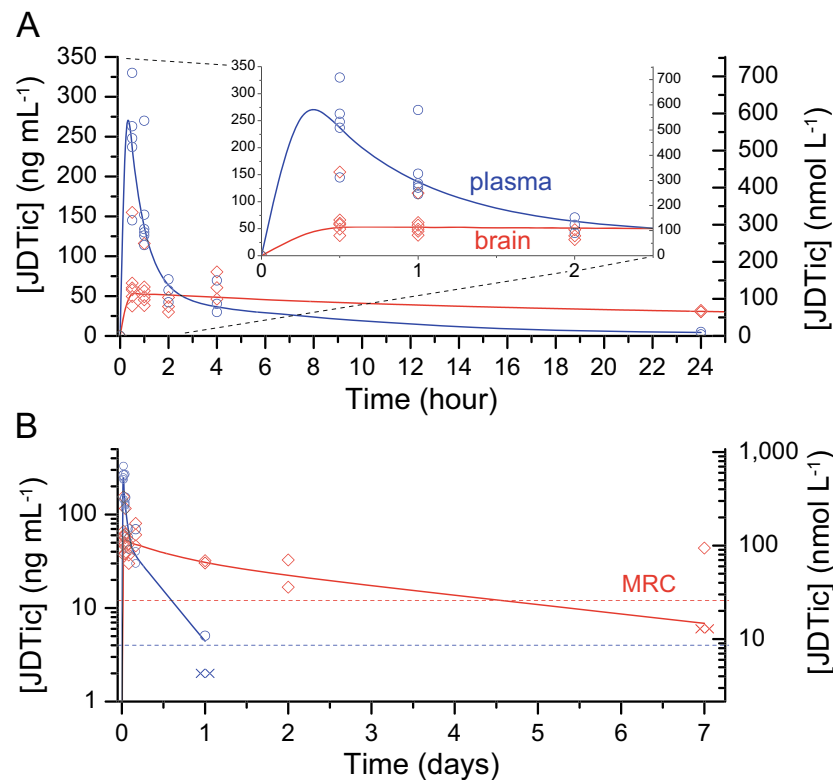 A
[JDTic] (ng mL⁻¹)
350
300
250
200
150
100
50
0
0 2 4 6 8 10 12 14 16 18 20 22 24
Time (hour)
700
600
500
400
300
200
100
0
[JDTic] (nmol L⁻¹)
350
300
250
200
150
100
50
0
0 1 2
700
600
500
400
300
200
100
0
plasma
brain
B
[JDTic] (ng mL⁻¹)
100
10
1
0 1 2 3 4 5 6 7
Time (days)
1,000
100
10
[JDTic] (nmol L⁻¹)
MRC